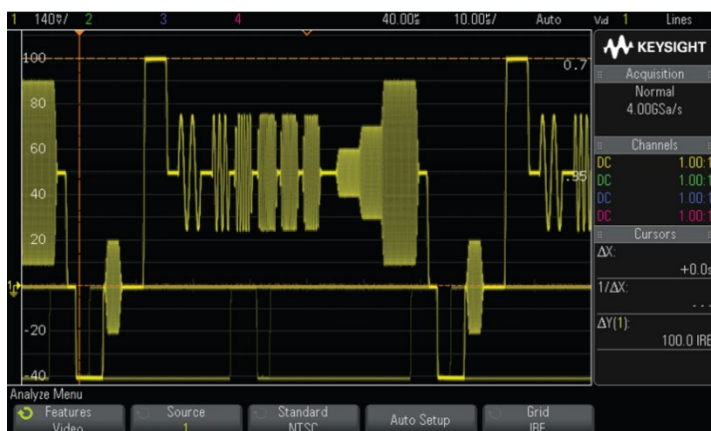 1 140▽/ 2 3 4 40.00s 10.00s/ Auto Vid 1 Lines
KEYSIGHT
Acquisition
Normal
4.00GSa/s
Channels
DC 1.00:1
DC 1.00:1
DC 1.00:1
DC 1.00:1
Cursors
ΔX:
+0.0s
1/ΔX:
---
ΔY(1):
100.0 IRE
100
0.7
80
60
.35
40
20
1
-20
-40
Analyze Menu
Features
Video
Source
1
Standard
NTSC
Auto Setup
Grid
IRE